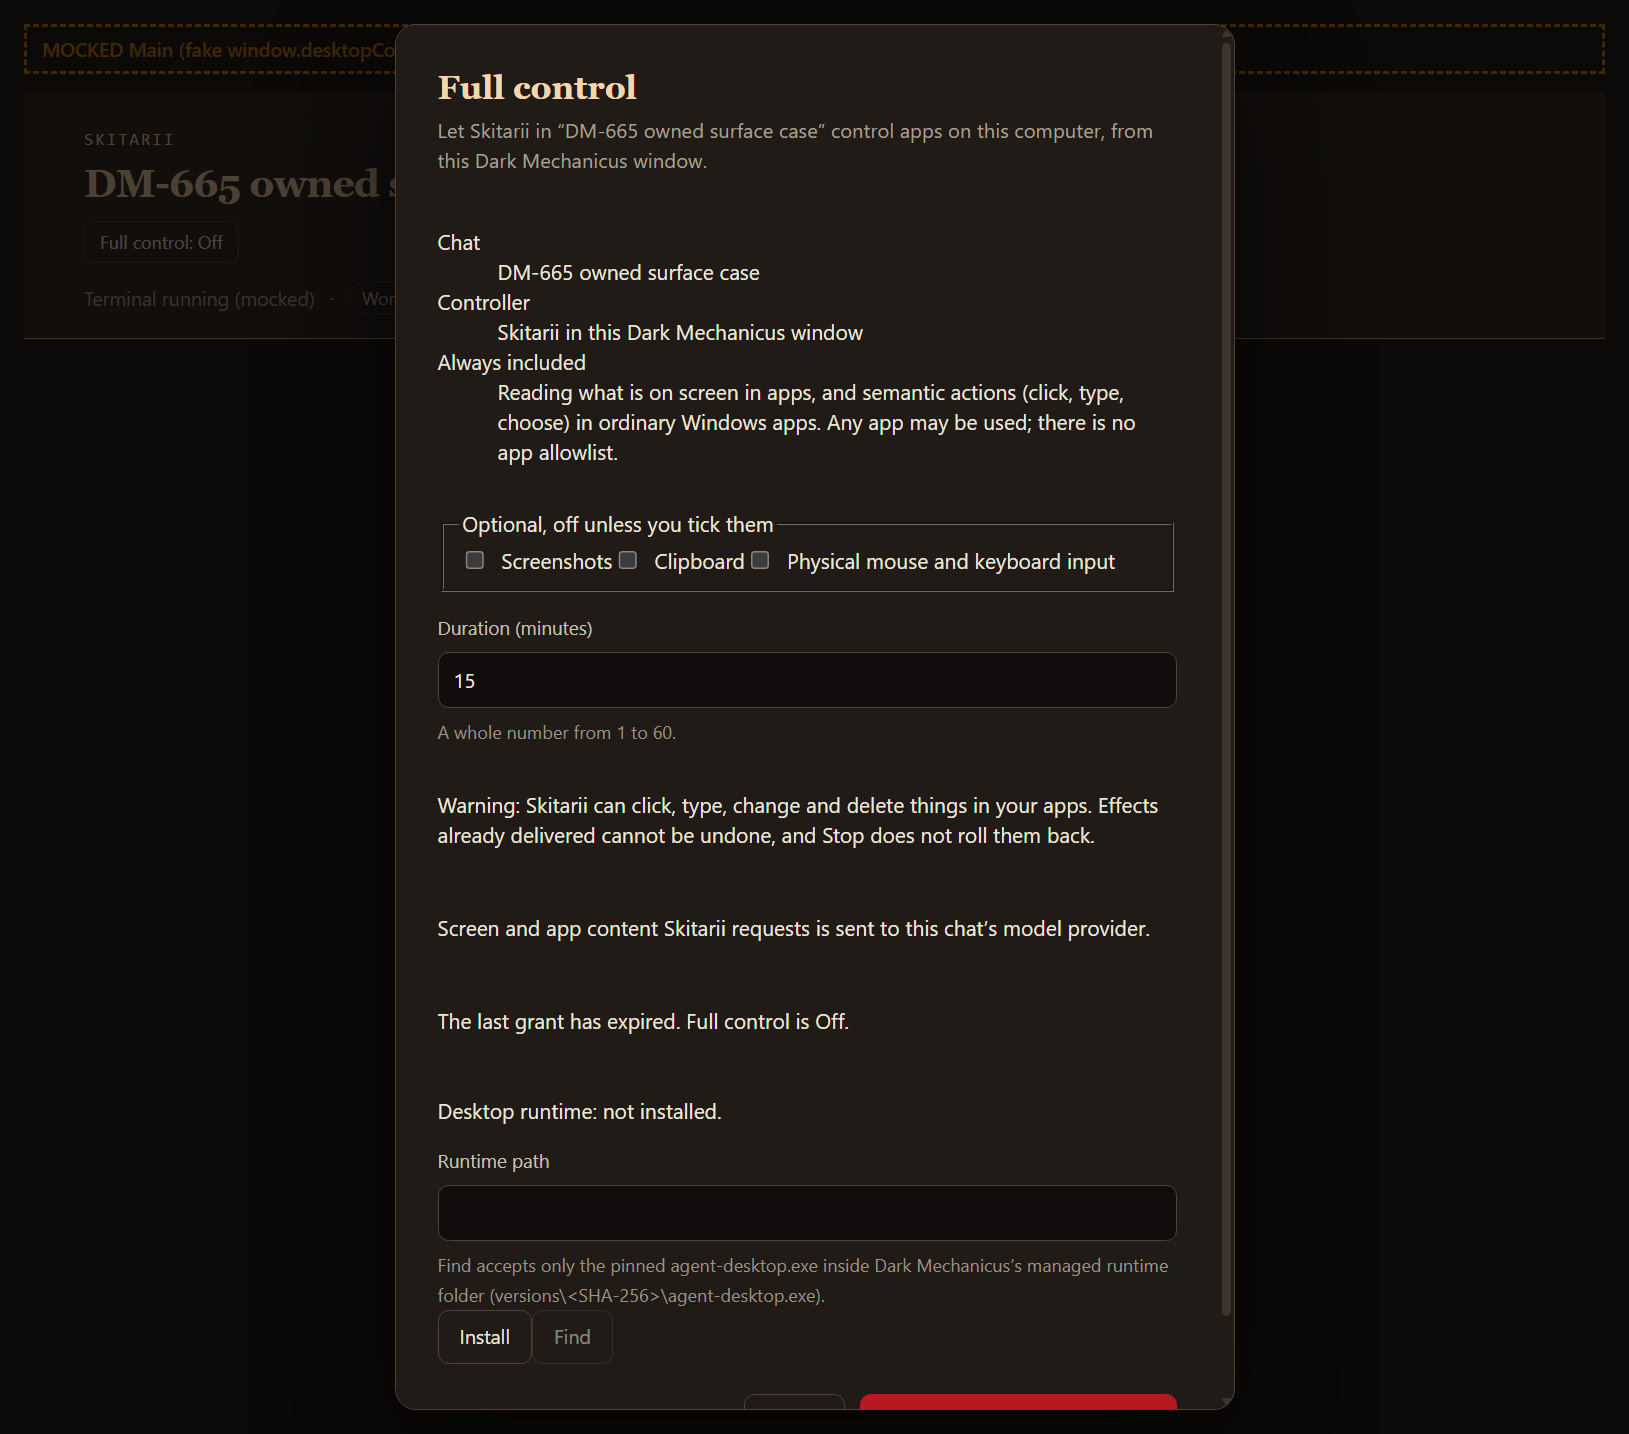 MOCKED Main (fake window.desktopCo
SKITARII
DM-665 owned
Full control: Off
Terminal running (mocked) ·
Full control
Let Skitarii in “DM-665 owned surface case” control apps on this computer, from
this Dark Mechanicus window.
Chat
DM-665 owned surface case
Controller
Skitarii in this Dark Mechanicus window
Always included
Reading what is on screen in apps, and semantic actions (click, type,
choose) in ordinary Windows apps. Any app may be used; there is no
app allowlist.
Optional, off unless you tick them
Screenshots Clipboard Physical mouse and keyboard input
Duration (minutes)
15
A whole number from 1 to 60.
Warning: Skitarii can click, type, change and delete things in your apps. Effects
already delivered cannot be undone, and Stop does not roll them back.
Screen and app content Skitarii requests is sent to this chat’s model provider.
The last grant has expired. Full control is Off.
Desktop runtime: not installed.
Runtime path
Find accepts only the pinned agent-desktop.exe inside Dark Mechanicus’s managed runtime
folder (versions\<SHA-256>\agent-desktop.exe).
Install Find